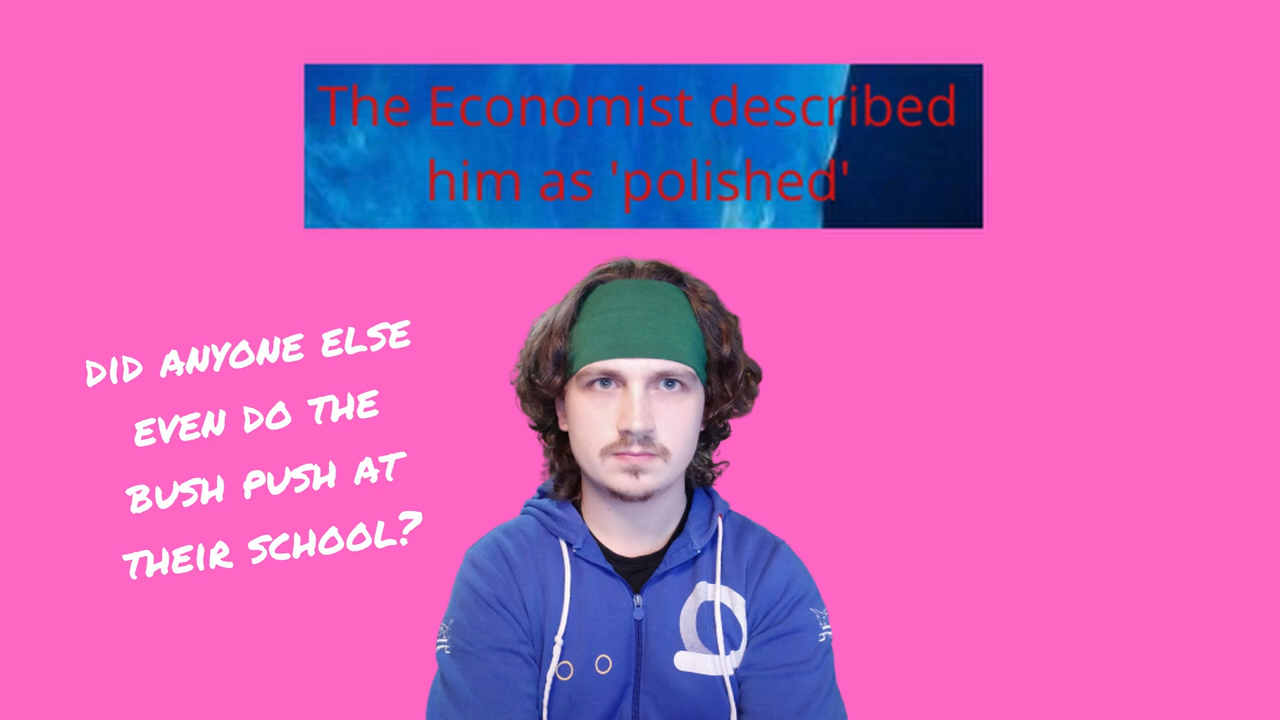 The Economist described
him as 'polished'
DID ANYONE ELSE
EVEN DO THE
BUSH PUSH AT
THEIR SCHOOL?